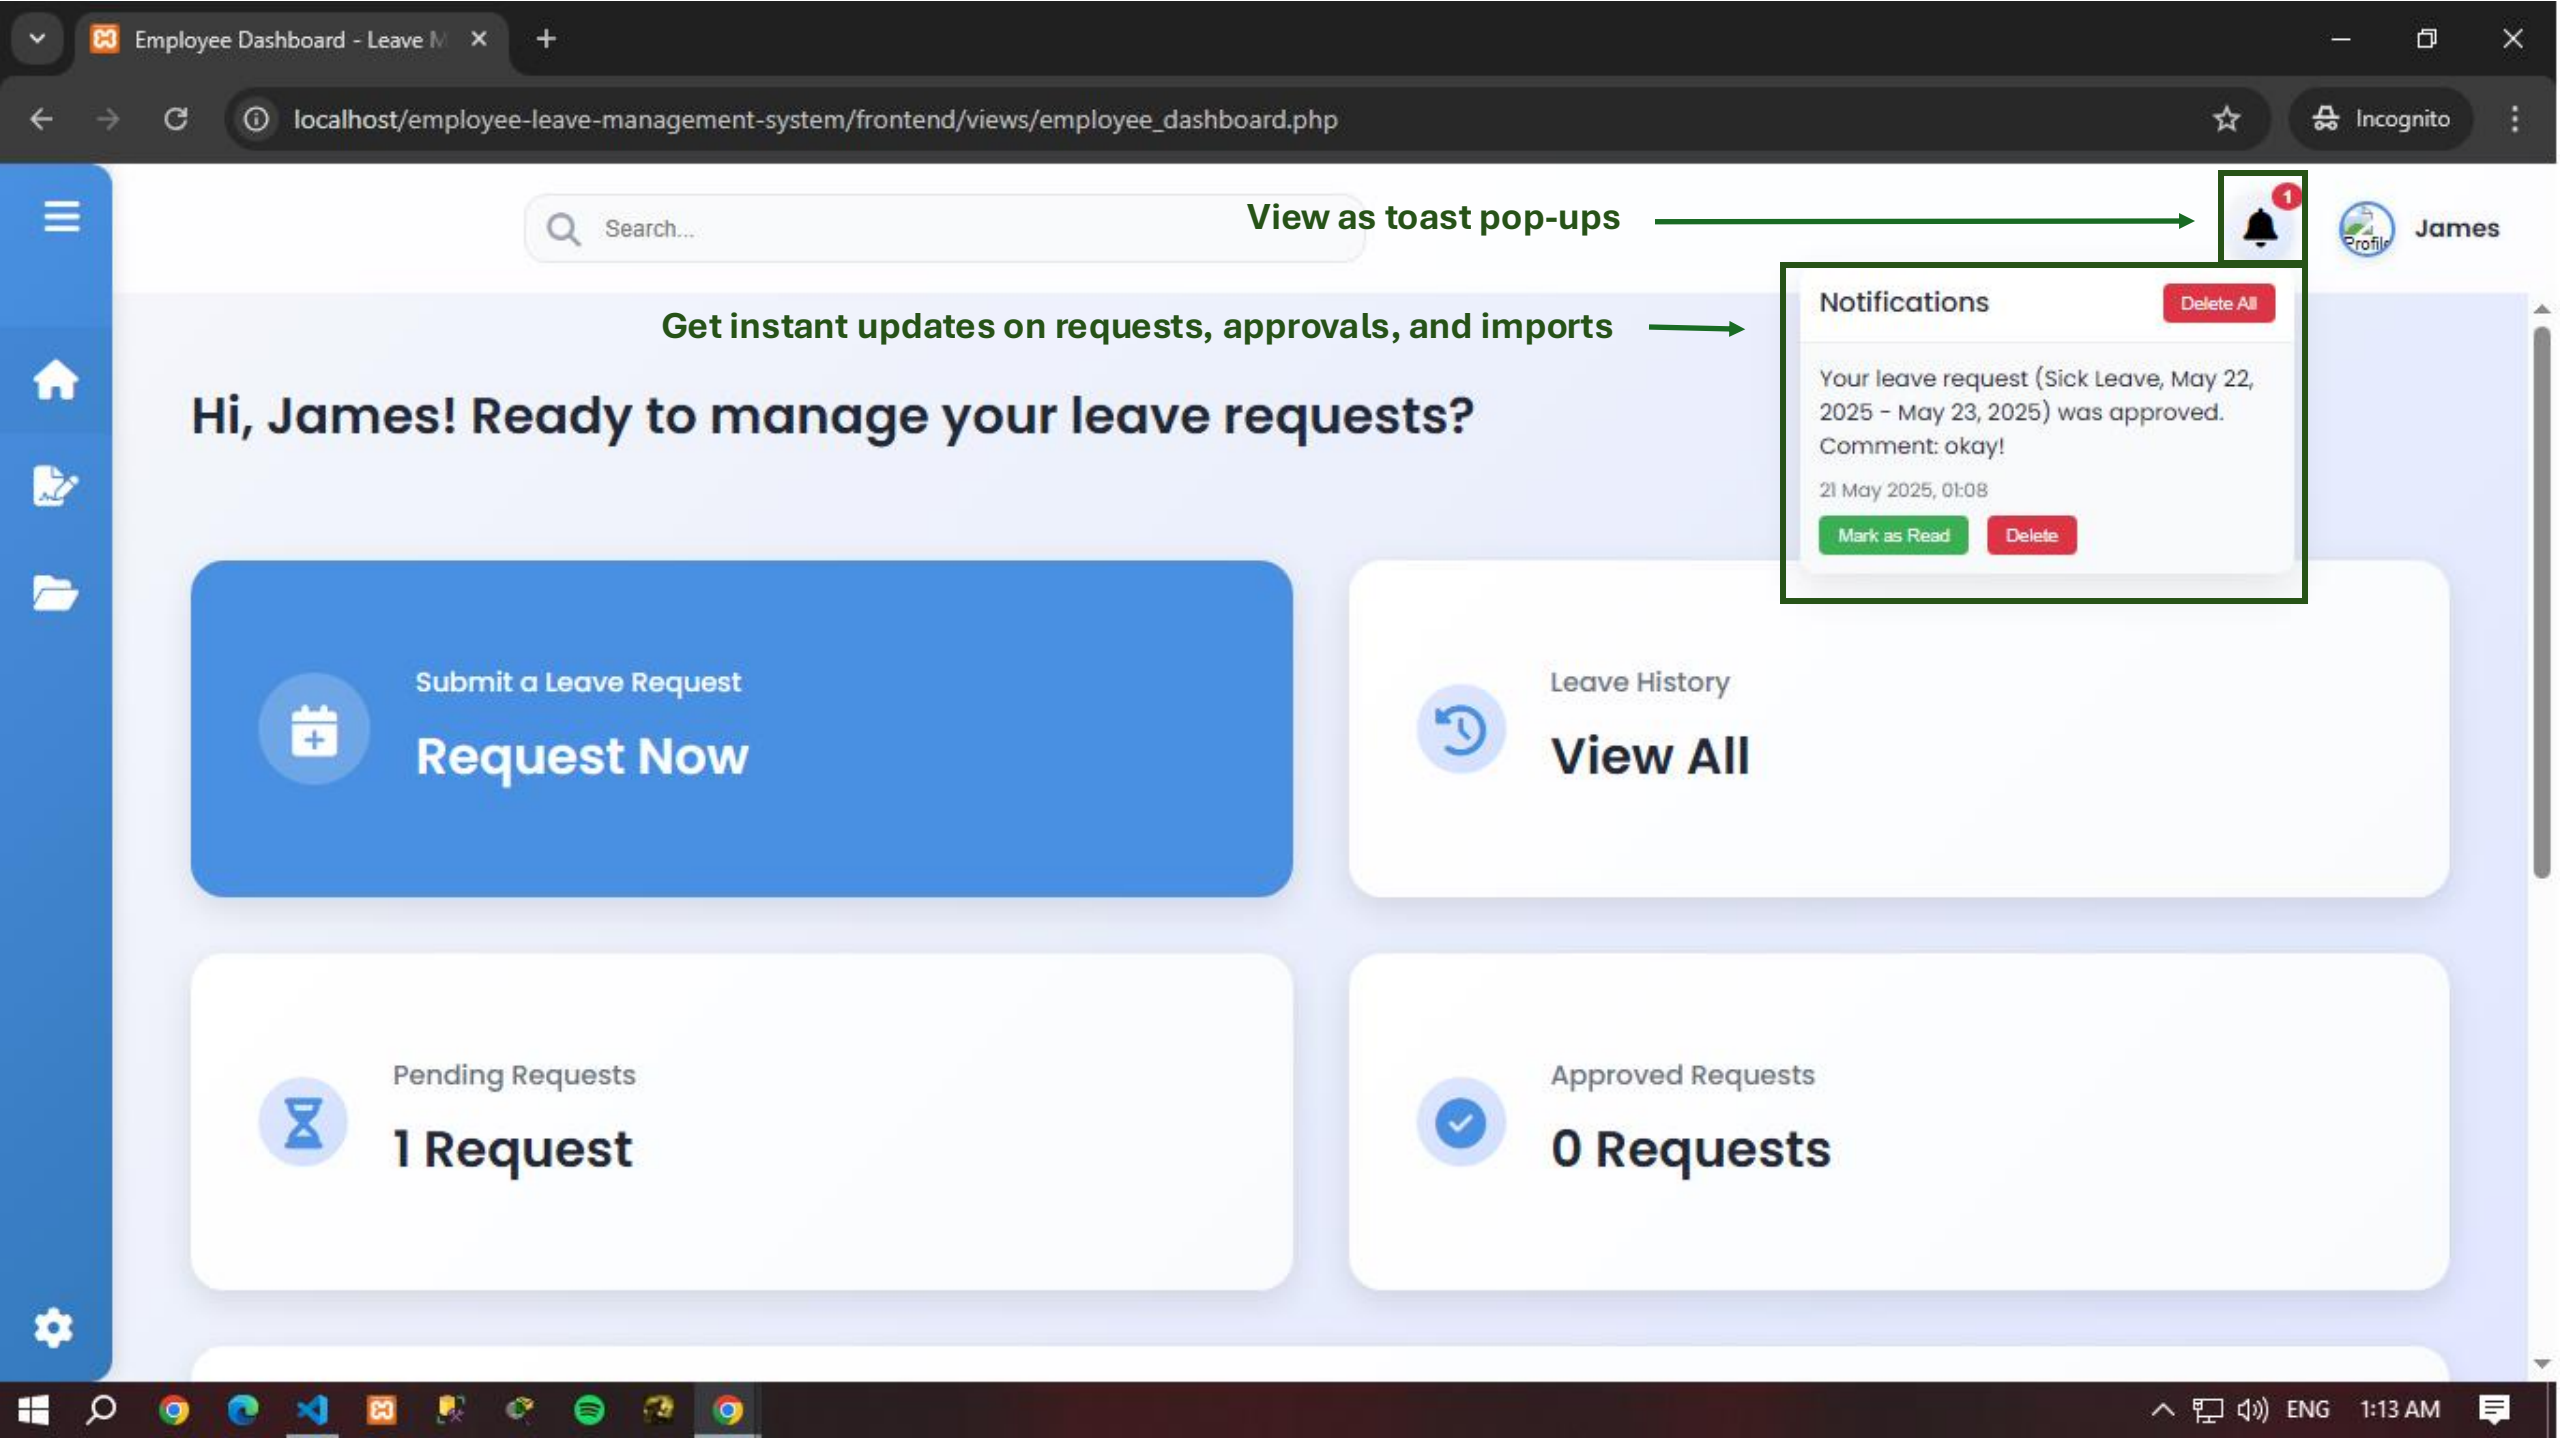 Employee Dashboard - Leave M
localhost/employee-leave-management-system/frontend/views/employee_dashboard.php
Incognito
Search...
View as toast pop-ups
1
Profile
James
Get instant updates on requests, approvals, and imports
Notifications
Delete All
Your leave request (Sick Leave, May 22,
2025 - May 23, 2025) was approved.
Comment: okay!
21 May 2025, 01:08
Mark as Read
Delete
Hi, James! Ready to manage your leave requests?
Submit a Leave Request
Request Now
Leave History
View All
Pending Requests
1 Request
Approved Requests
0 Requests
ENG
1:13 AM